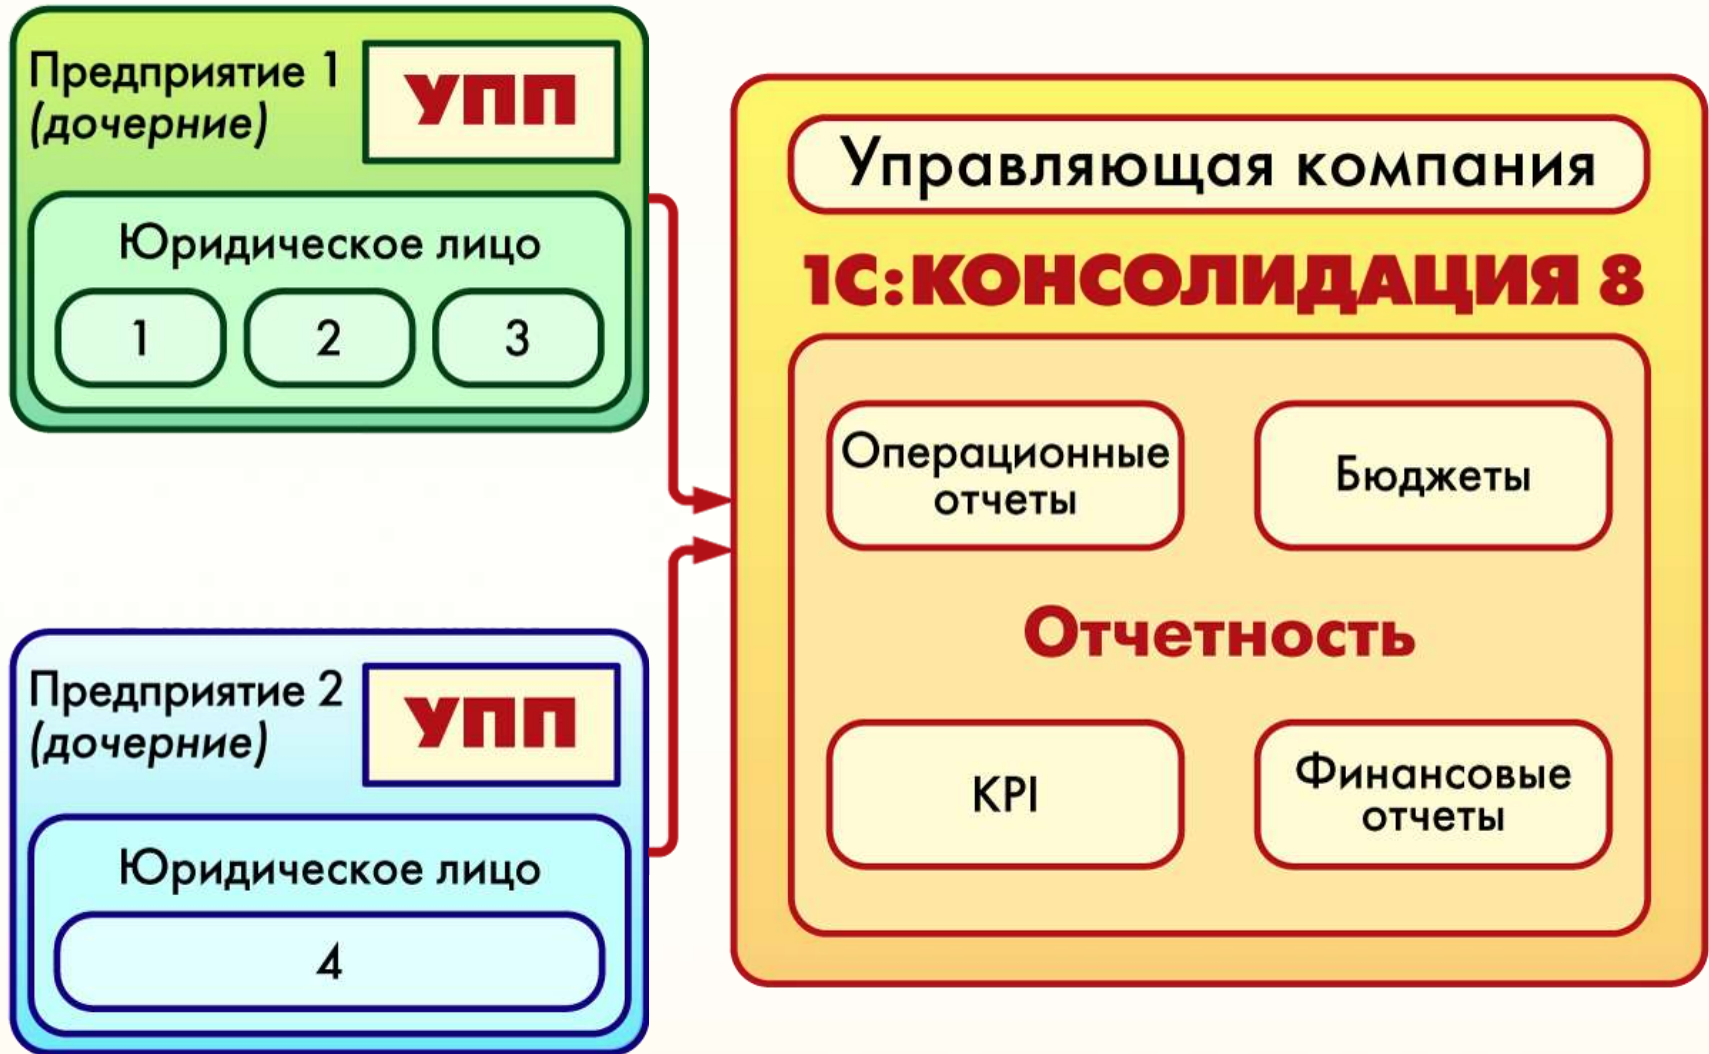 Предприятие 1
(дочерние)
УПП
Юридическое лицо
1
2
3
Предприятие 2
(дочерние)
УПП
Юридическое лицо
4
Управляющая компания
1С:КОНСОЛИДАЦИЯ 8
Операционные
отчеты
Бюджеты
Отчетность
KPI
Финансовые
отчеты